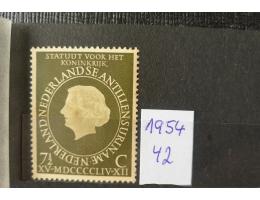 STATUUT VOOR HET
KONINKRIJK
NEDERLAND SURINAME NEDERLANDSE ANTILLEN
7½ C
XV-MDCCCCLIV-XII
1954
42